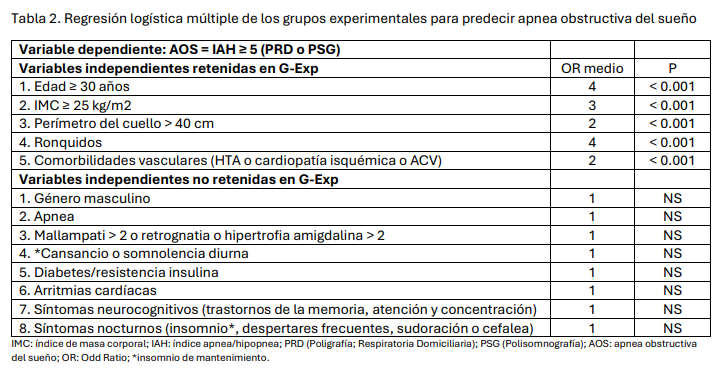 Tabla 2. Regresión logística múltiple de los grupos experimentales para predecir apnea obstructiva del sueño
Variable dependiente: AOS = IAH ≥ 5 (PRD o PSG)
Variables independientes retenidas en G-Exp OR medio P
1. Edad ≥ 30 años 4 < 0.001
2. IMC ≥ 25 kg/m2 3 < 0.001
3. Perímetro del cuello > 40 cm 2 < 0.001
4. Ronquidos 4 < 0.001
5. Comorbilidades vasculares (HTA o cardiopatía isquémica o ACV) 2 < 0.001
Variables independientes no retenidas en G-Exp
1. Género masculino 1 NS
2. Apnea 1 NS
3. Mallampati > 2 o retrognatia o hipertrofia amigdalina > 2 1 NS
4. *Cansancio o somnolencia diurna 1 NS
5. Diabetes/resistencia insulina 1 NS
6. Arritmias cardíacas 1 NS
7. Síntomas neurocognitivos (trastornos de la memoria, atención y concentración) 1 NS
8. Síntomas nocturnos (insomnio*, despertares frecuentes, sudoración o cefalea) 1 NS
IMC: índice de masa corporal; IAH: índice apnea/hipopnea; PRD (Poligrafía; Respiratoria Domiciliaria); PSG (Polisomnografía); AOS: apnea obstructiva
del sueño; OR: Odd Ratio; *insomnio de mantenimiento.